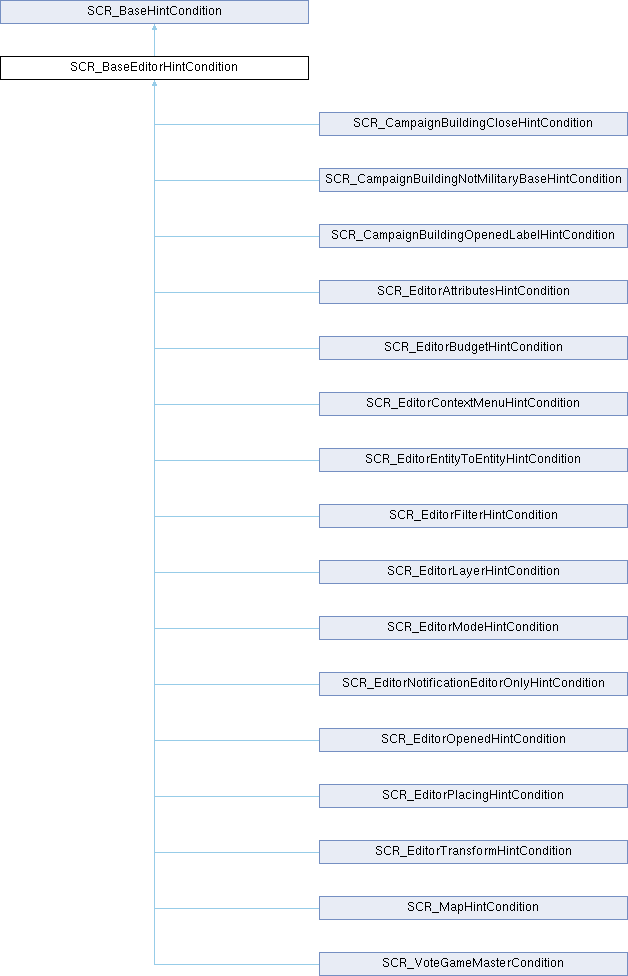 SCR_BaseHintCondition
SCR_BaseEditorHintCondition
SCR_CampaignBuildingCloseHintCondition
SCR_CampaignBuildingNotMilitaryBaseHintCondition
SCR_CampaignBuildingOpenedLabelHintCondition
SCR_EditorAttributesHintCondition
SCR_EditorBudgetHintCondition
SCR_EditorContextMenuHintCondition
SCR_EditorEntityToEntityHintCondition
SCR_EditorFilterHintCondition
SCR_EditorLayerHintCondition
SCR_EditorModeHintCondition
SCR_EditorNotificationEditorOnlyHintCondition
SCR_EditorOpenedHintCondition
SCR_EditorPlacingHintCondition
SCR_EditorTransformHintCondition
SCR_MapHintCondition
SCR_VoteGameMasterCondition